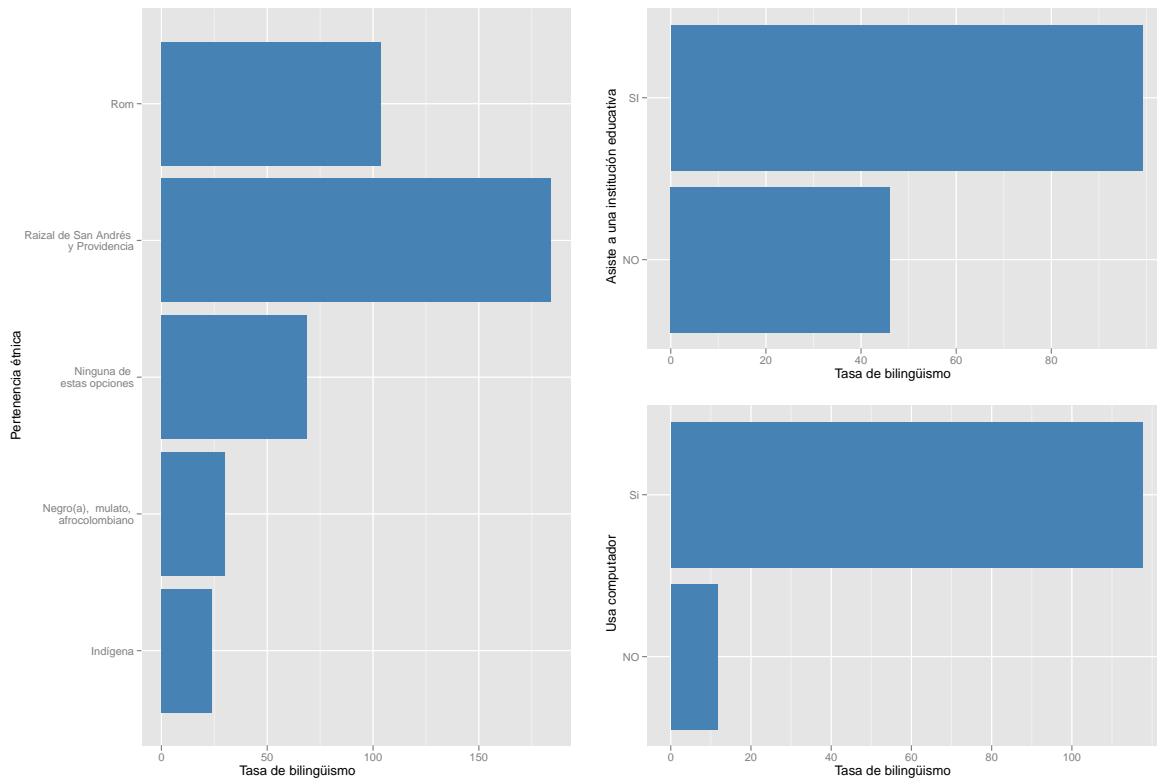 Pertenencia étnica
Rom
Raizal de San Andrés
y Providencia
Ninguna de
estas opciones
Negro(a), mulato,
afrocolombiano
Indígena
0 50 100 150
Tasa de bilingüismo
Asiste a una institución educativa
SI
NO
0 20 40 60 80
Tasa de bilingüismo
Usa computador
Si
NO
0 20 40 60 80 100
Tasa de bilingüismo